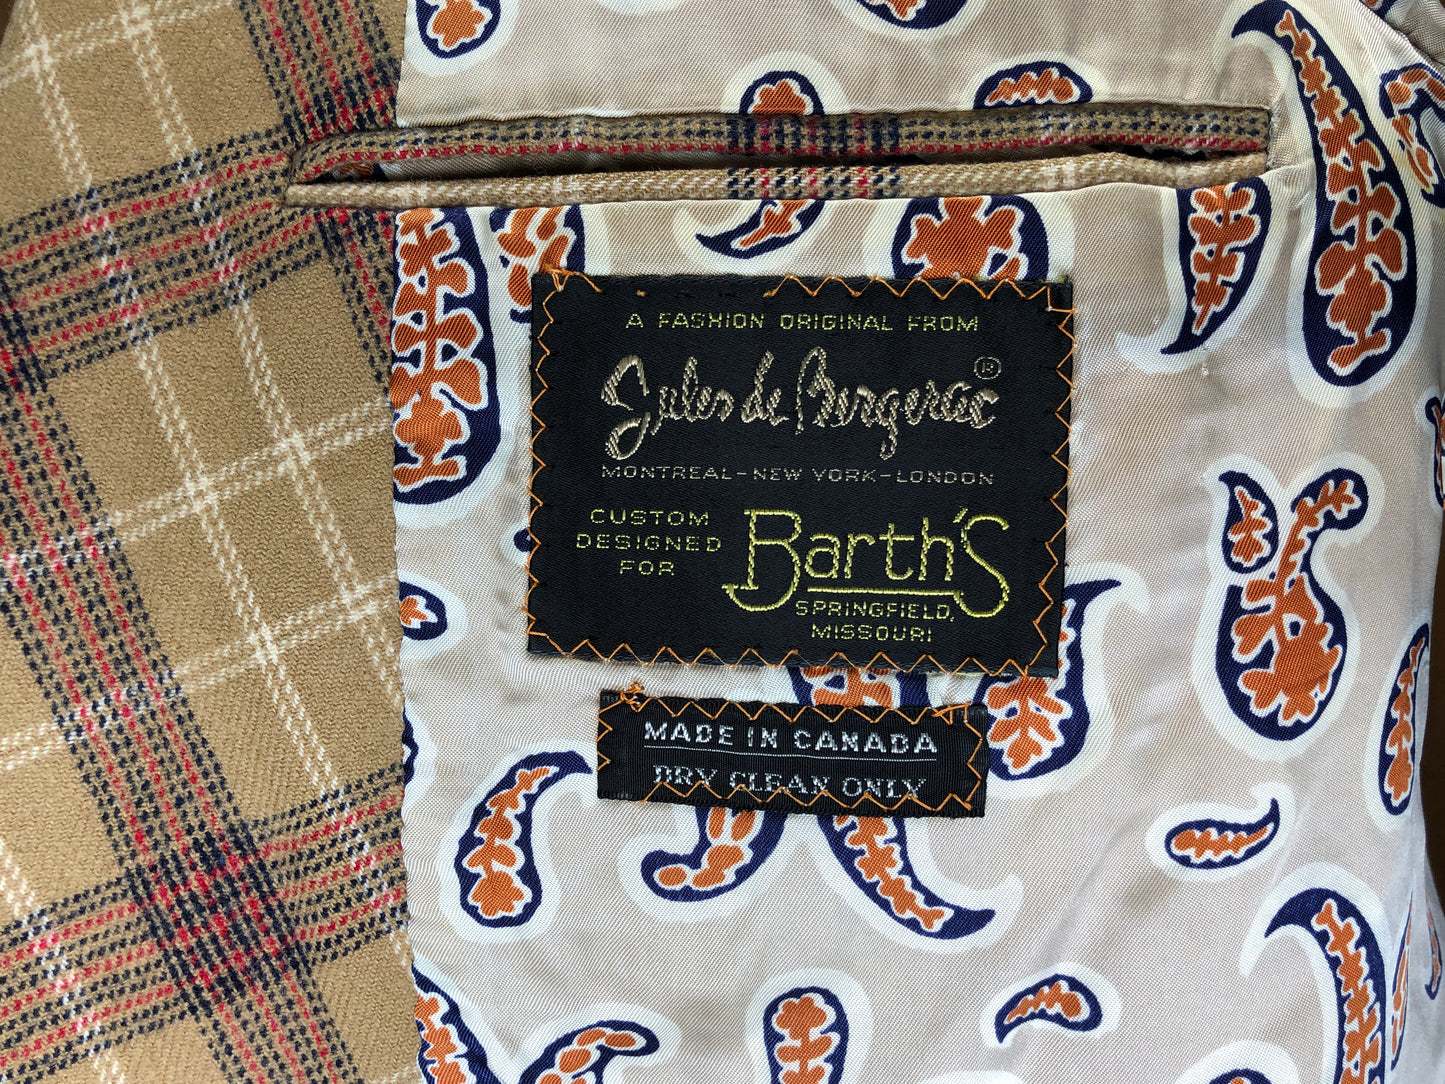 A FASHION ORIGINAL FROM
Jules de Bergerac®
MONTREAL-NEW YORK-LONDON
CUSTOM
DESIGNED
FOR
Barth'S
SPRINGFIELD,
MISSOURI
MADE IN CANADA
DRY CLEAN ONLY